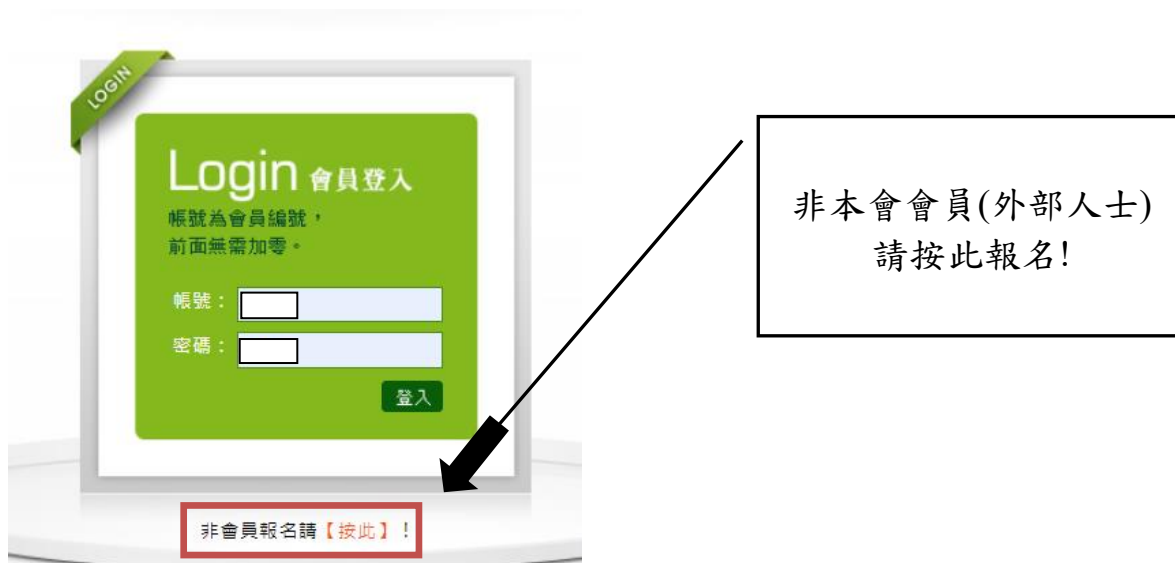 LOGIN
Login 會員登入
帳號為會員編號，
前面無需加零。
帳號：
密碼：
登入
非會員報名請【按此】！
非本會會員(外部人士)
請按此報名!